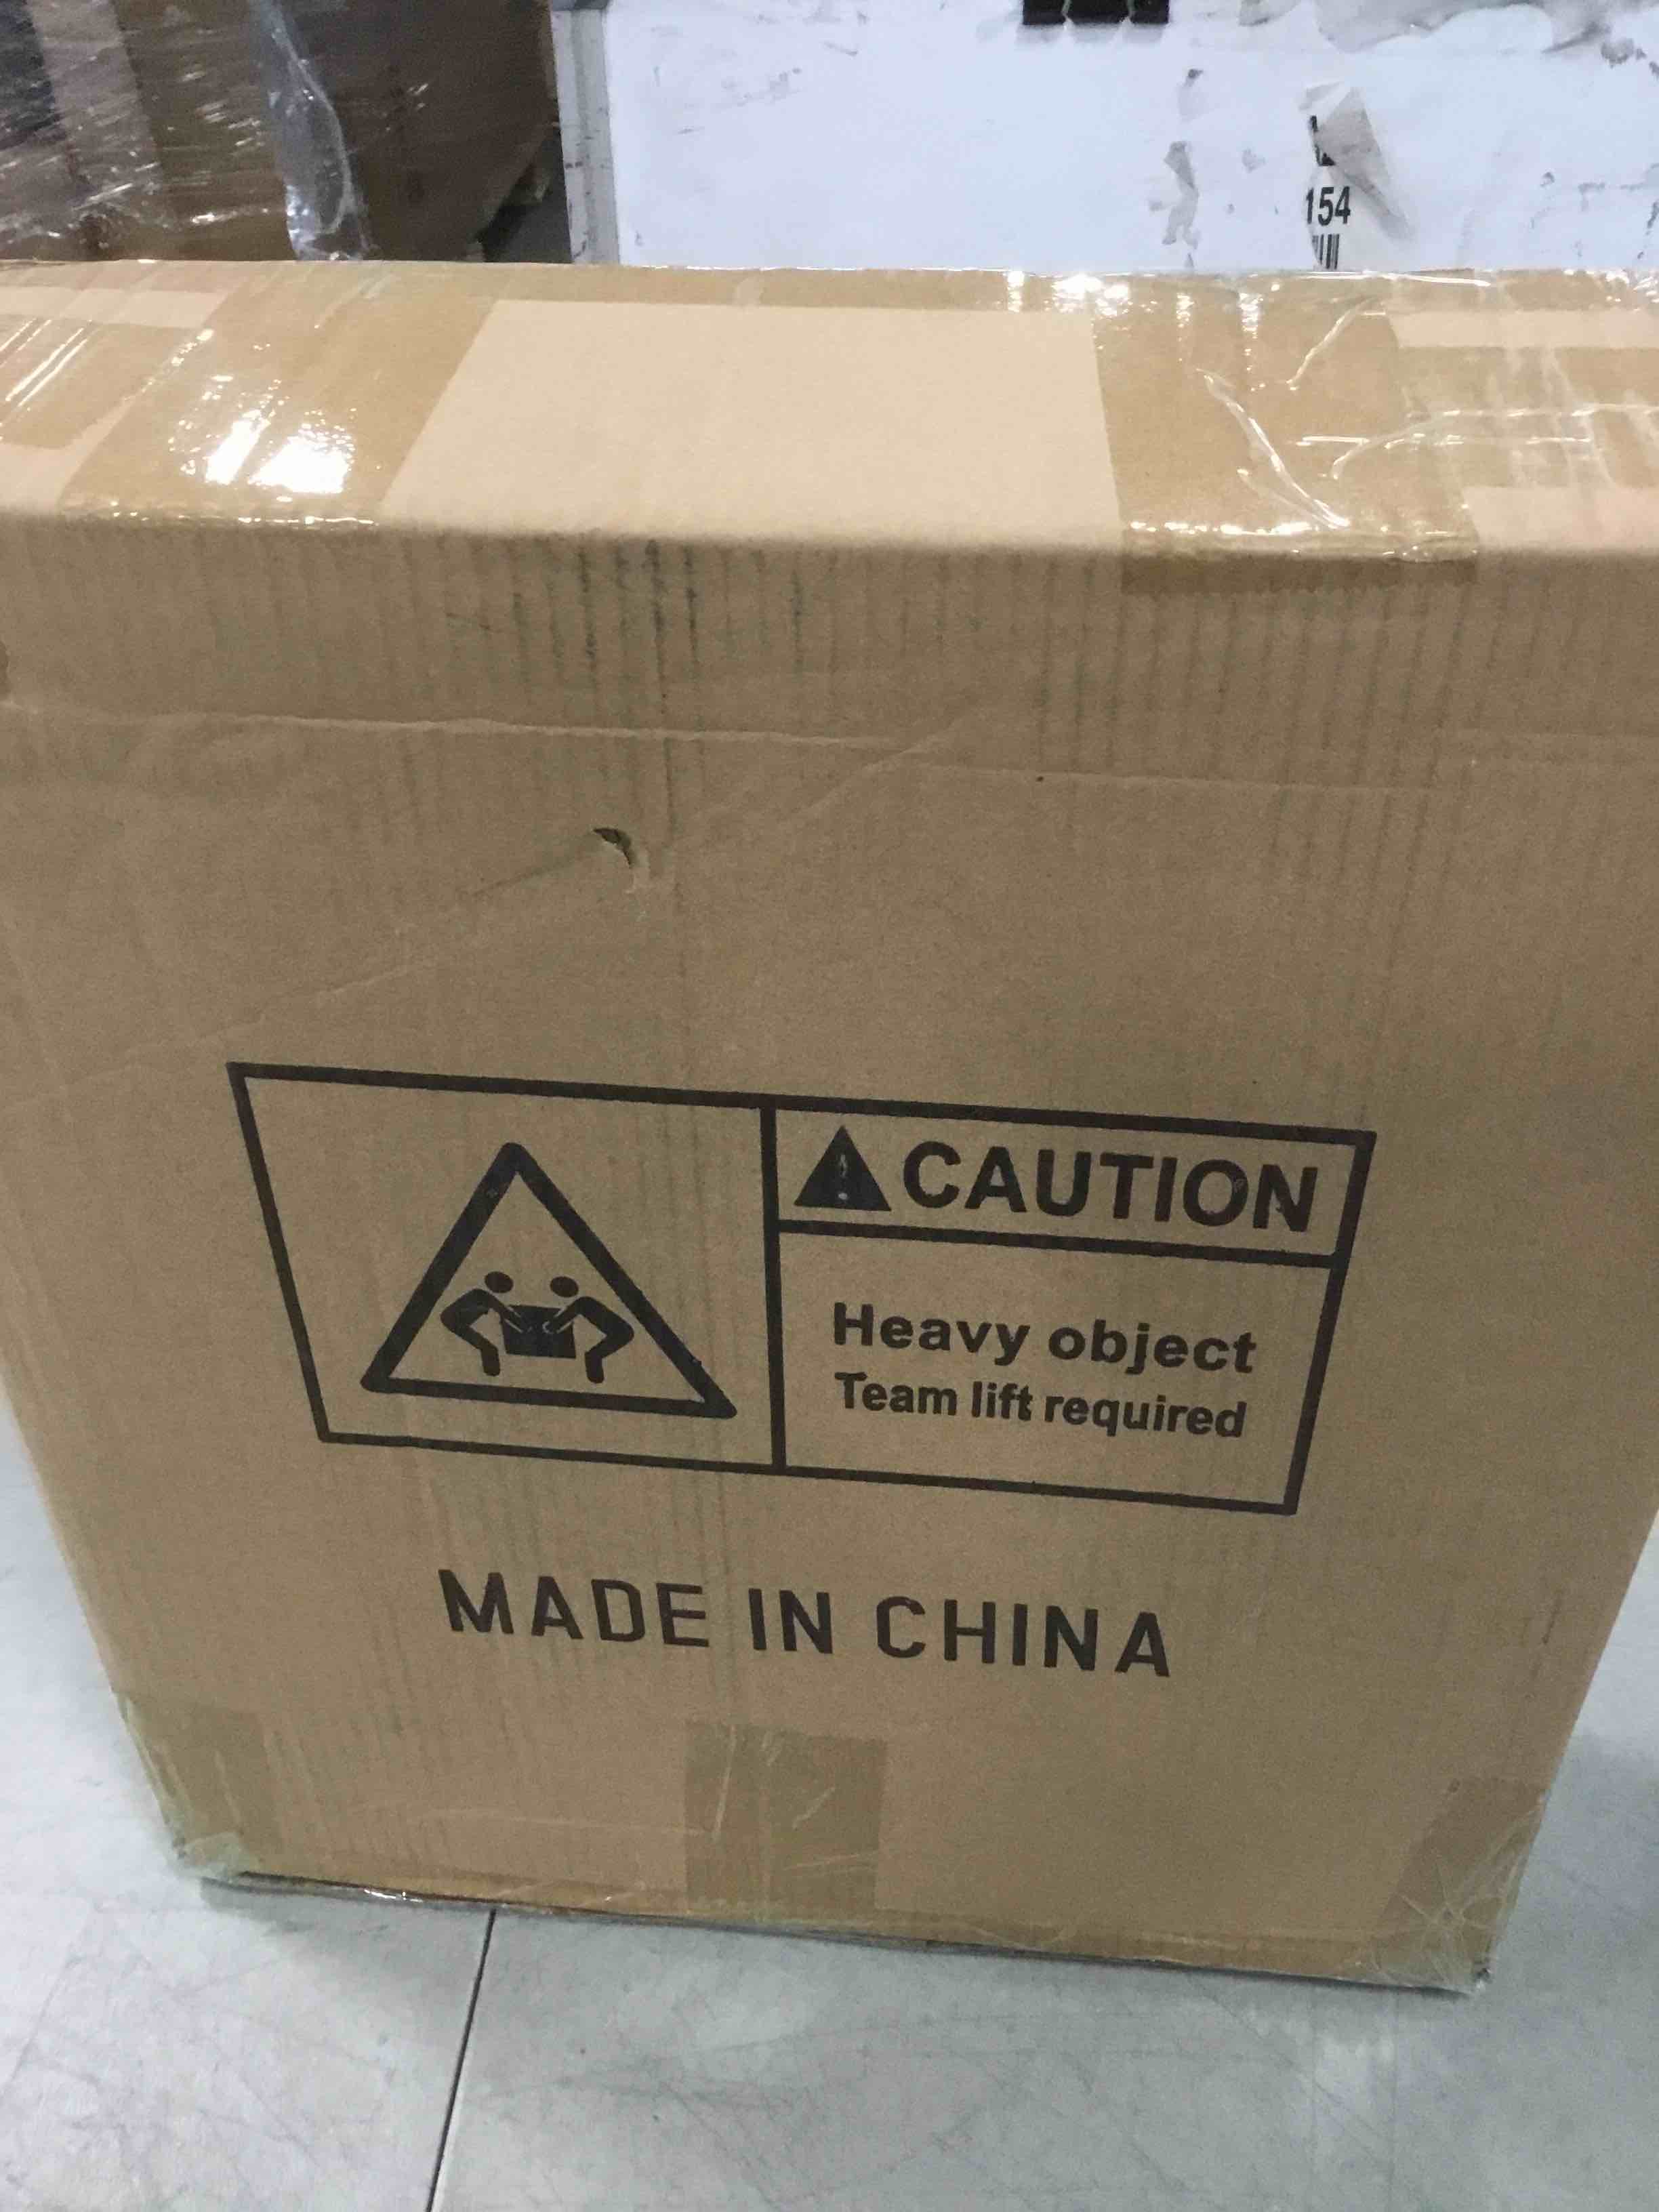 154
CAUTION
Heavy object
Team lift required
MADE IN CHINA